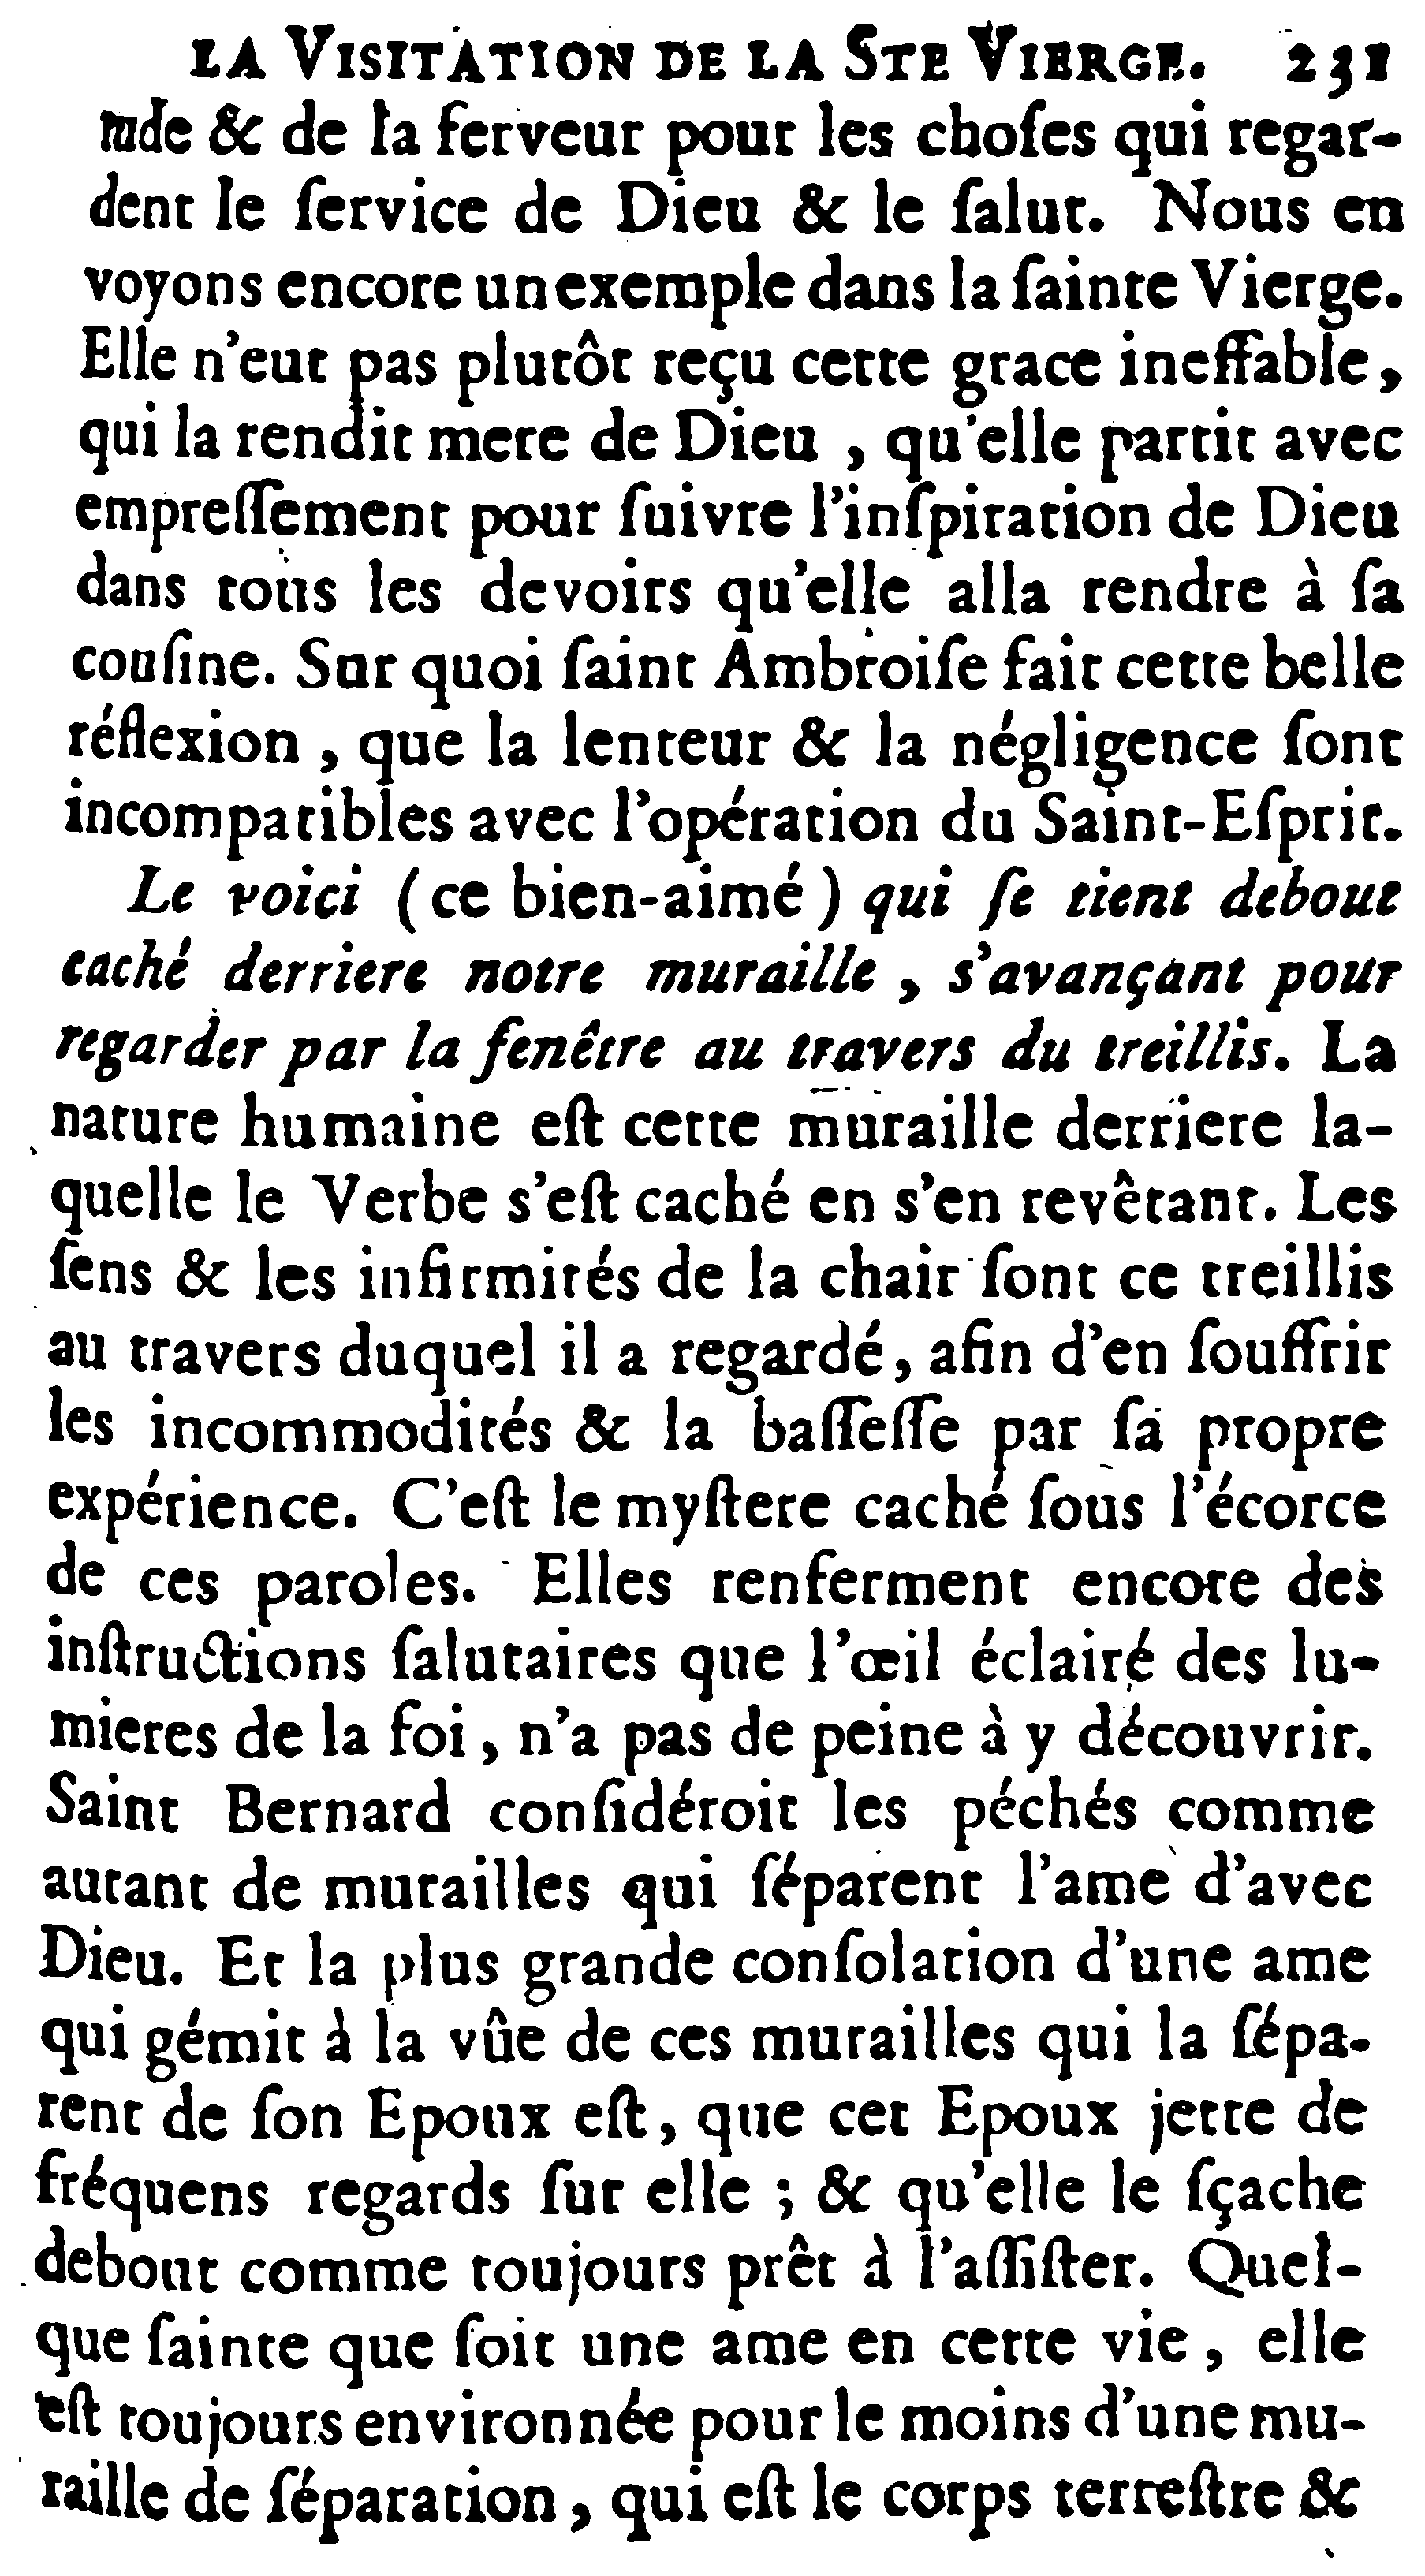 LA VISITATION DE LA STE VIERGE. 231
tude & de la ferveur pour les choſes qui regar-
dent le ſervice de Dieu & le ſalut. Nous en
voyons encore un exemple dans la ſainte Vierge.
Elle n'eut pas plutôt reçu cette grace ineffable,
qui la rendit mere de Dieu, qu'elle partit avec
empreſſement pour ſuivre l'inſpiration de Dieu
dans tous les devoirs qu'elle alla rendre à ſa
couſine. Sur quoi ſaint Ambroiſe fait cette belle
réflexion, que la lenteur & la négligence ſont
incompatibles avec l'opération du Saint-Eſprit.
Le voici (ce bien-aimé) qui ſe tient debout
caché derriere notre muraille, s'avançant pour
regarder par la fenêtre au travers du treillis. La
nature humaine eſt cette muraille derriere la-
quelle le Verbe s'eſt caché en s'en revêtant. Les
ſens & les infirmités de la chair ſont ce treillis
au travers duquel il a regardé, afin d'en ſouffrir
les incommodités & la baſſeſſe par ſa propre
expérience. C'eſt le myſtere caché ſous l'écorce
de ces paroles. Elles renferment encore des
inſtructions ſalutaires que l'œil éclairé des lu-
mieres de la foi, n'a pas de peine à y découvrir.
Saint Bernard conſidéroit les péchés comme
autant de murailles qui ſéparent l'ame d'avec
Dieu. Et la plus grande conſolation d'une ame
qui gémit à la vûe de ces murailles qui la ſépa-
rent de ſon Epoux eſt, que cet Epoux jette de
fréquens regards ſur elle ; & qu'elle le ſçache
debout comme toujours prêt à l'aſſiſter. Quel-
que ſainte que ſoit une ame en cette vie, elle
eſt toujours environnée pour le moins d'une mu-
raille de ſéparation, qui eſt le corps terreſtre &